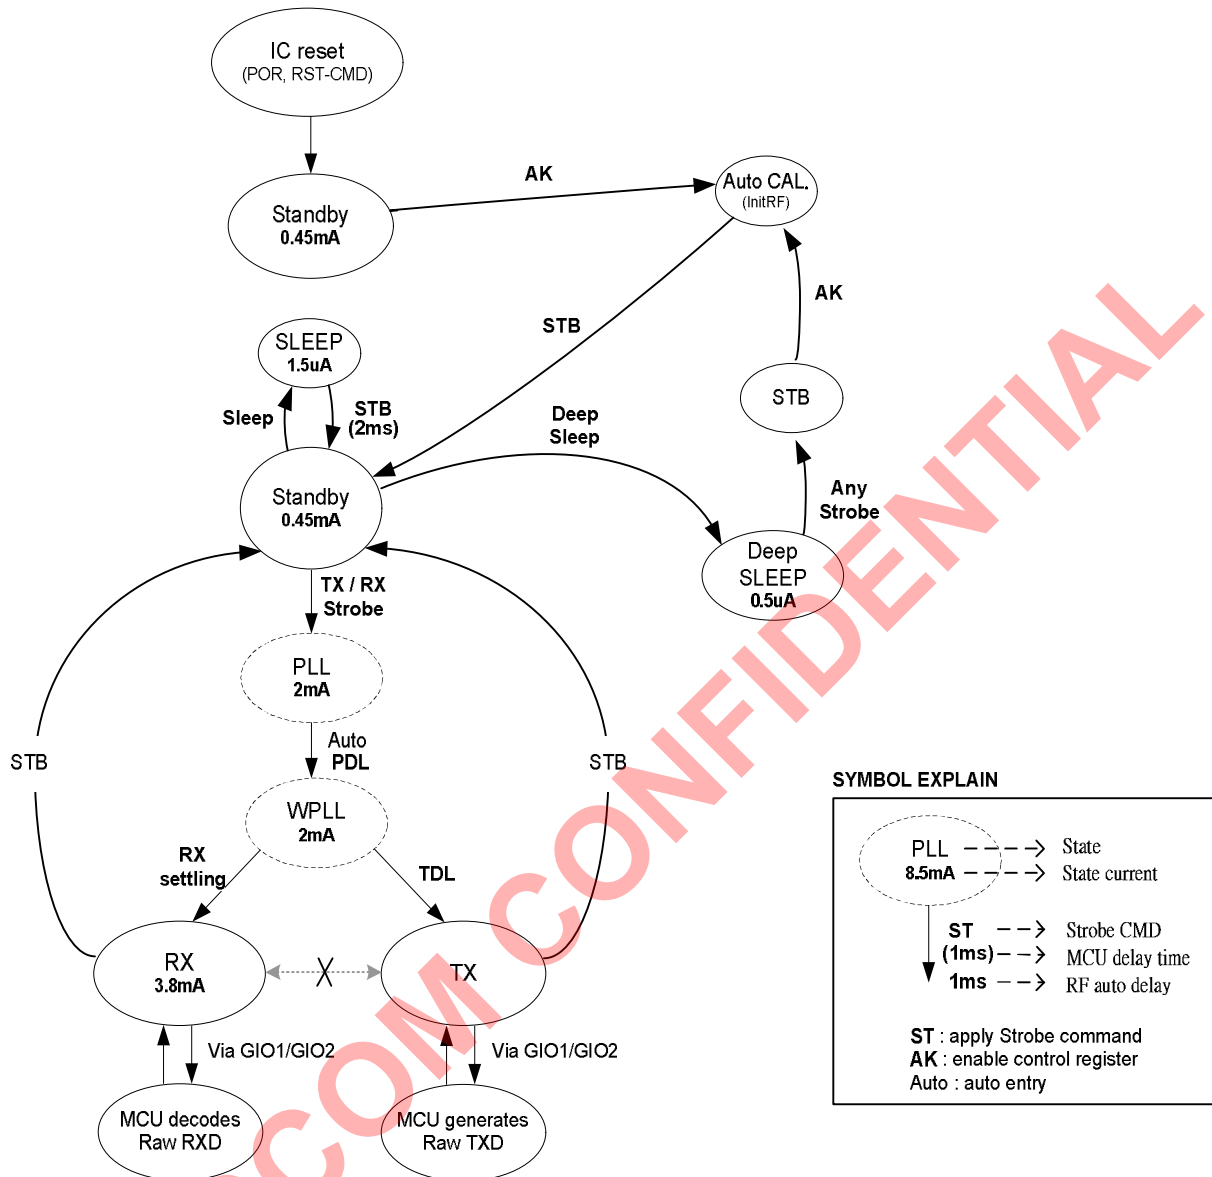 IC reset
(POR, RST-CMD)
AK
Auto CAL.
(InitRF)
Standby
0.45mA
AK
STB
SLEEP
1.5uA
STB
Sleep
STB
(2ms)
Deep
Sleep
Standby
0.45mA
Any
Strobe
Deep
SLEEP
0.5uA
TX / RX
Strobe
PLL
2mA
Auto
PDL
STB
STB
WPLL
2mA
RX
settling
TDL
RX
3.8mA
X
TX
Via GIO1/GIO2
Via GIO1/GIO2
MCU decodes
Raw RXD
MCU generates
Raw TXD
SYMBOL EXPLAIN
PLL
8.5mA
State
State current
ST
(1ms)
1ms
Strobe CMD
MCU delay time
RF auto delay
ST : apply Strobe command
AK : enable control register
Auto : auto entry
COM CONFIDENTIAL